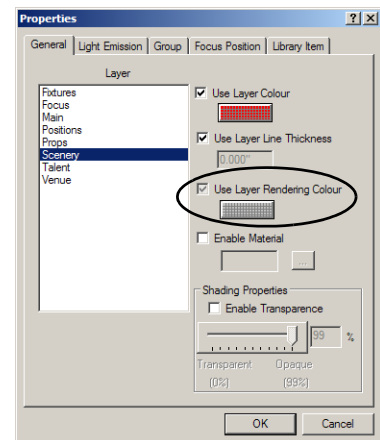 Properties
General Light Emission Group Focus Position Library Item
Layer
Fixtures
Focus
Main
Positions
Props
Scenery
Talent
Venue
Use Layer Colour
Use Layer Line Thickness
0.000"
Use Layer Rendering Colour
Enable Material
...
Shading Properties
Enable Transparence
99 %
Transparent Opaque
(0%) (99%)
OK Cancel